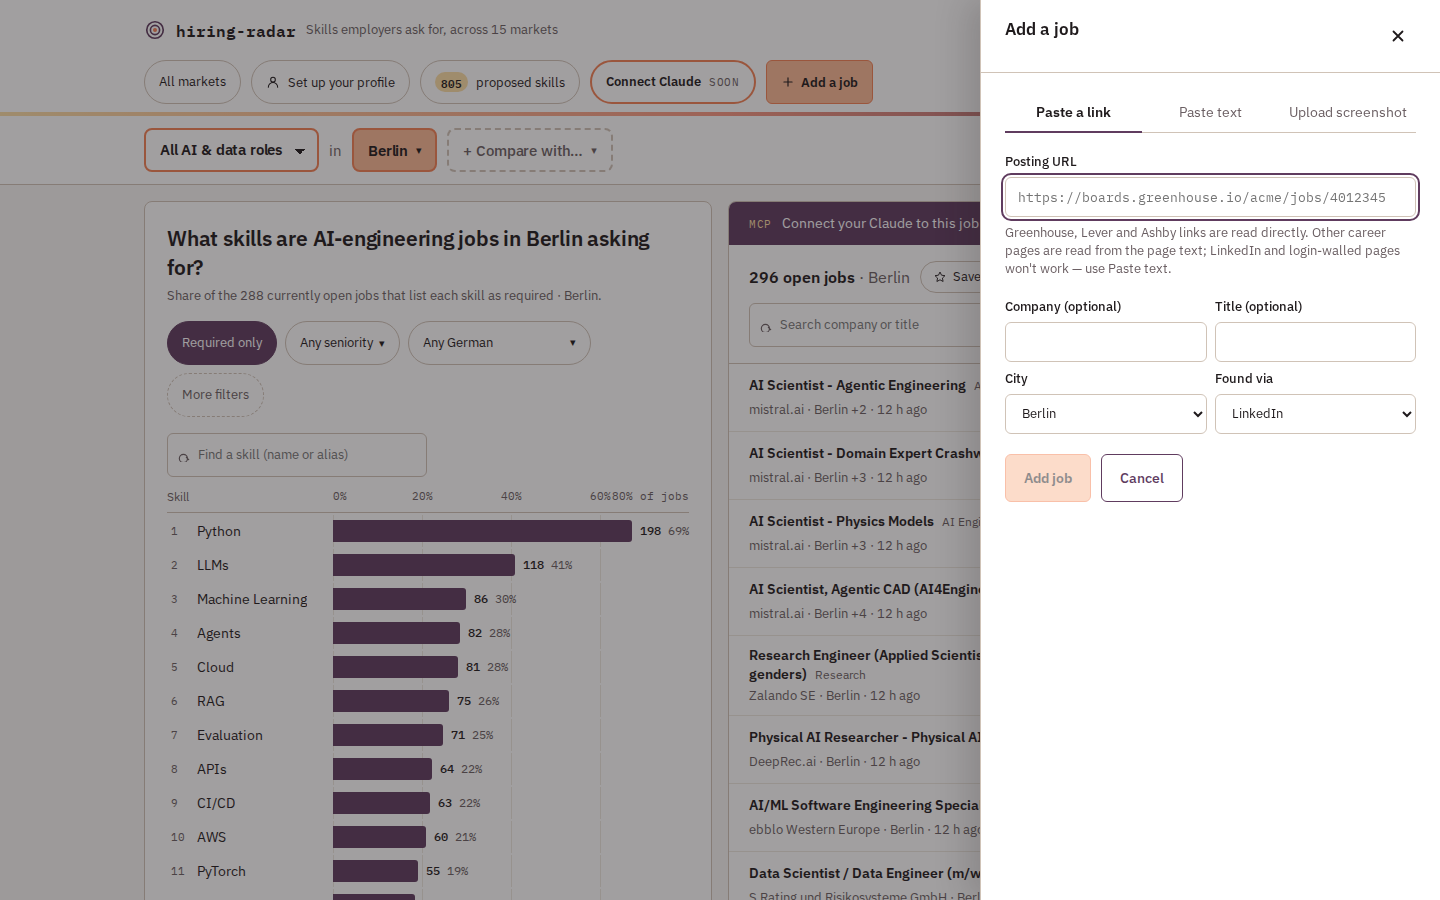 hiring-radar Skills employers ask for, across 15 markets
All markets
Set up your profile
805 proposed skills
Connect Claude SOON
+ Add a job
All AI & data roles in Berlin ▾ + Compare with... ▾
What skills are AI-engineering jobs in Berlin asking
for?
Share of the 288 currently open jobs that list each skill as required · Berlin.
Required only
Any seniority ▾
Any German ▾
More filters
Find a skill (name or alias)
Skill 0% 20% 40% 60% 80% of jobs
1 Python 198 69%
2 LLMs 118 41%
3 Machine Learning 86 30%
4 Agents 82 28%
5 Cloud 81 28%
6 RAG 75 26%
7 Evaluation 71 25%
8 APIs 64 22%
9 CI/CD 63 22%
10 AWS 60 21%
11 PyTorch 55 19%
MCP Connect your Claude to this job
296 open jobs · Berlin
Save
Search company or title
AI Scientist - Agentic Engineering
mistral.ai · Berlin +2 · 12 h ago
AI Scientist - Domain Expert
mistral.ai · Berlin +3 · 12 h ago
AI Scientist - Physics Models AI
mistral.ai · Berlin +3 · 12 h ago
AI Scientist, Agentic CAD
mistral.ai · Berlin +4 · 12 h ago
Research Engineer (Applied
genders) Research
Zalando SE · Berlin · 12 h ago
Physical AI Researcher - Physical AI
DeepRec.ai · Berlin · 12 h ago
AI/ML Software Engineering
ebblo Western Europe · Berlin · 12 h
Data Scientist / Data Engineer
S Rating und Risikosysteme GmbH ·
Add a job
Paste a link
Paste text
Upload screenshot
Posting URL
https://boards.greenhouse.io/acme/jobs/4012345
Greenhouse, Lever and Ashby links are read directly. Other career
pages are read from the page text; LinkedIn and login-walled pages
won't work — use Paste text.
Company (optional) Title (optional)
City Found via
Berlin LinkedIn
Add job Cancel